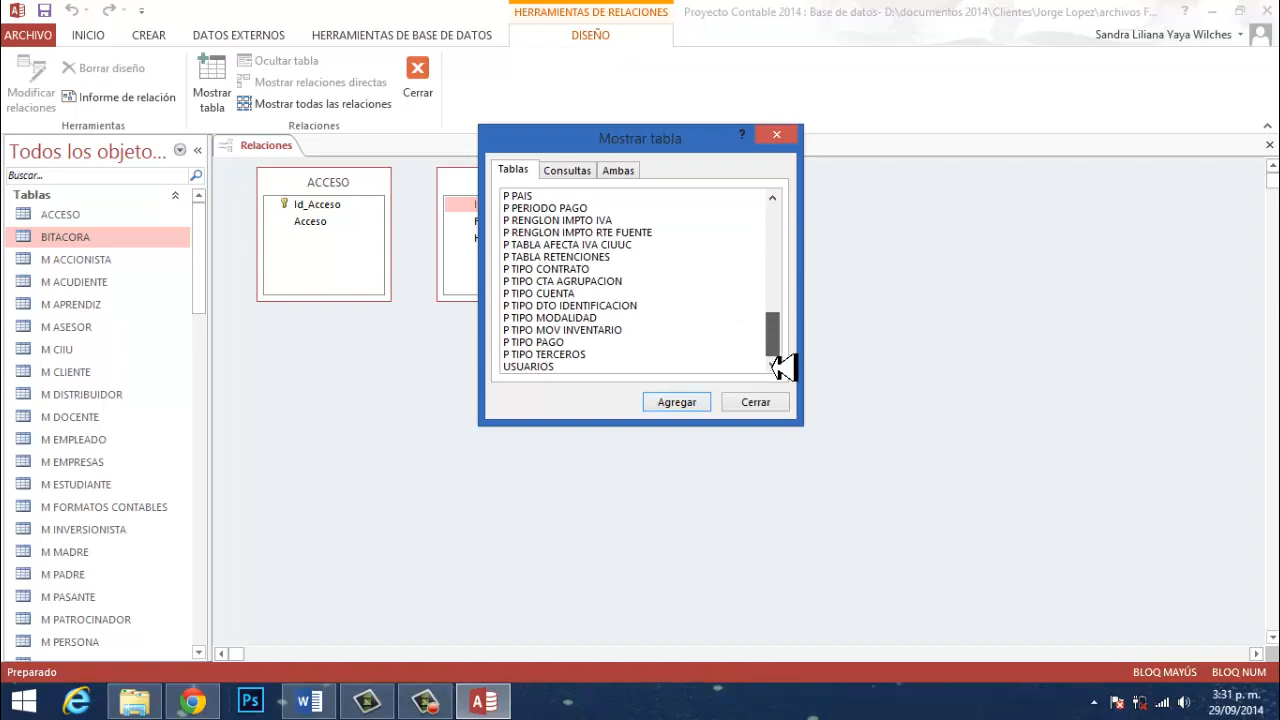 HERRAMIENTAS DE RELACIONES
Proyecto Contable 2014 : Base de datos- D:\documentos 2014\Clientes\Jorge Lopez\archivos F...
ARCHIVO INICIO CREAR DATOS EXTERNOS HERRAMIENTAS DE BASE DE DATOS DISEÑO
Sandra Liliana Yaya Wilches
Modificar relaciones
Borrar diseño
Informe de relación
Herramientas
Mostrar tabla
Ocultar tabla
Mostrar relaciones directas
Mostrar todas las relaciones
Cerrar
Relaciones
Todos los objeto...
Buscar...
Tablas
ACCESO
BITACORA
M ACCIONISTA
M ACUDIENTE
M APRENDIZ
M ASESOR
M CIIU
M CLIENTE
M DISTRIBUIDOR
M DOCENTE
M EMPLEADO
M EMPRESAS
M ESTUDIANTE
M FORMATOS CONTABLES
M INVERSIONISTA
M MADRE
M PADRE
M PASANTE
M PATROCINADOR
M PERSONA
Relaciones
ACCESO
Id_Acceso
Acceso
Mostrar tabla
?
Tablas Consultas Ambas
P PAIS
P PERIODO PAGO
P RENGLON IMPTO IVA
P RENGLON IMPTO RTE FUENTE
P TABLA AFECTA IVA CIUUC
P TABLA RETENCIONES
P TIPO CONTRATO
P TIPO CTA AGRUPACION
P TIPO CUENTA
P TIPO DTO IDENTIFICACION
P TIPO MODALIDAD
P TIPO MOV INVENTARIO
P TIPO PAGO
P TIPO TERCEROS
USUARIOS
Agregar Cerrar
Preparado
BLOQ MAYÚS BLOQ NUM
3:31 p. m.
29/09/2014